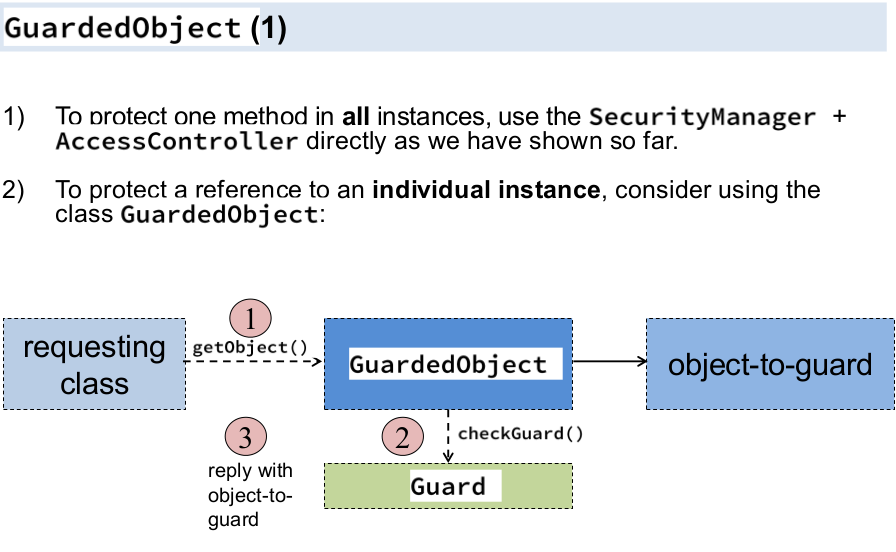 GuardedObject (1)
1) To protect one method in all instances, use the SecurityManager +
AccessController directly as we have shown so far.
2) To protect a reference to an individual instance, consider using the
class GuardedObject:
1
requesting
class
getObject()
GuardedObject
object-to-guard
3
reply with
object-to-
guard
2
checkGuard()
Guard